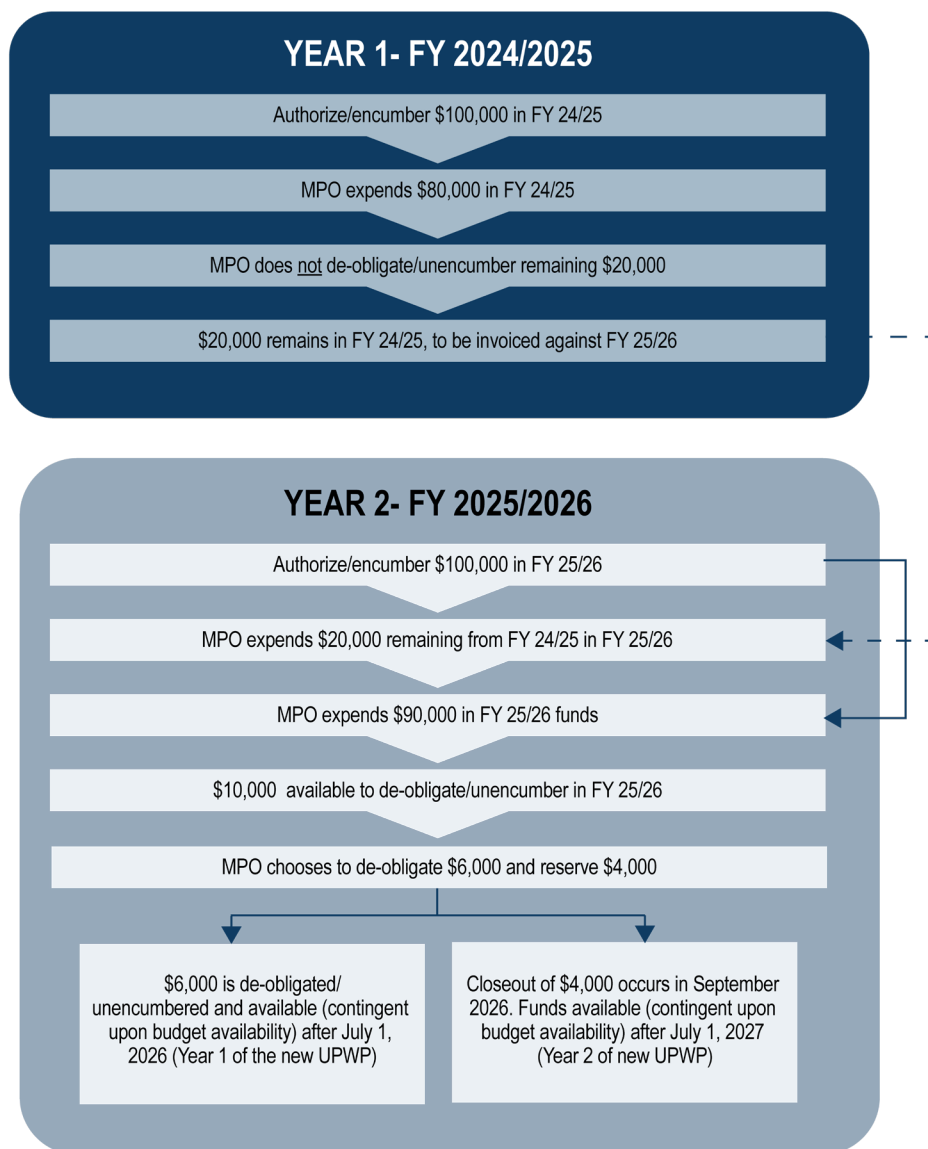 YEAR 1- FY 2024/2025
Authorize/encumber $100,000 in FY 24/25
MPO expends $80,000 in FY 24/25
MPO does not de-obligate/unencumber remaining $20,000
$20,000 remains in FY 24/25, to be invoiced against FY 25/26
YEAR 2- FY 2025/2026
Authorize/encumber $100,000 in FY 25/26
MPO expends $20,000 remaining from FY 24/25 in FY 25/26
MPO expends $90,000 in FY 25/26 funds
$10,000 available to de-obligate/unencumber in FY 25/26
MPO chooses to de-obligate $6,000 and reserve $4,000
$6,000 is de-obligated/
unencumbered and available (contingent
upon budget availability) after July 1,
2026 (Year 1 of the new UPWP)
Closeout of $4,000 occurs in September
2026. Funds available (contingent upon
budget availability) after July 1, 2027
(Year 2 of new UPWP)